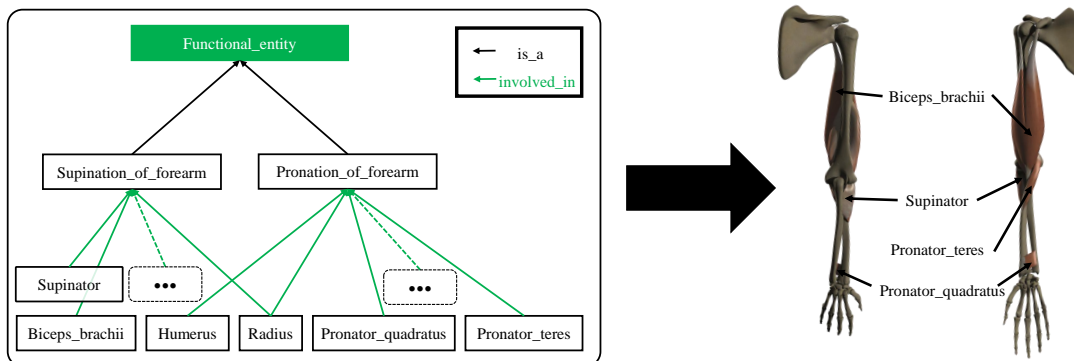 Functional_entity
is_a
involved_in
Supination_of_forearm
Pronation_of_forearm
Supinator
•••
•••
Biceps_brachii
Humerus
Radius
Pronator_quadratus
Pronator_teres
Biceps_brachii
Supinator
Pronator_teres
Pronator_quadratus